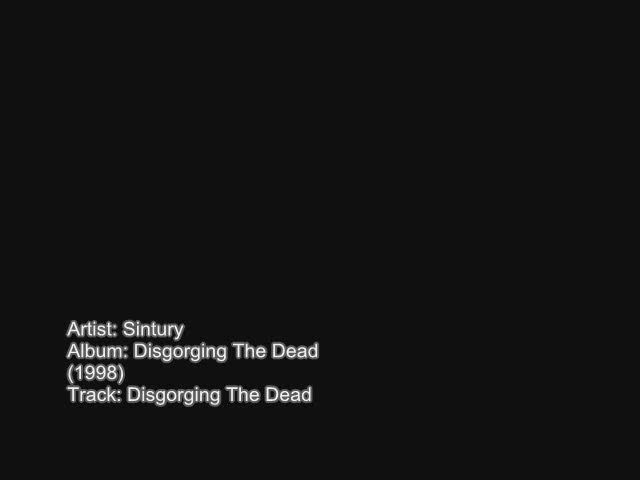 Artist: Sintury
Album: Disgorging The Dead
(1998)
Track: Disgorging The Dead